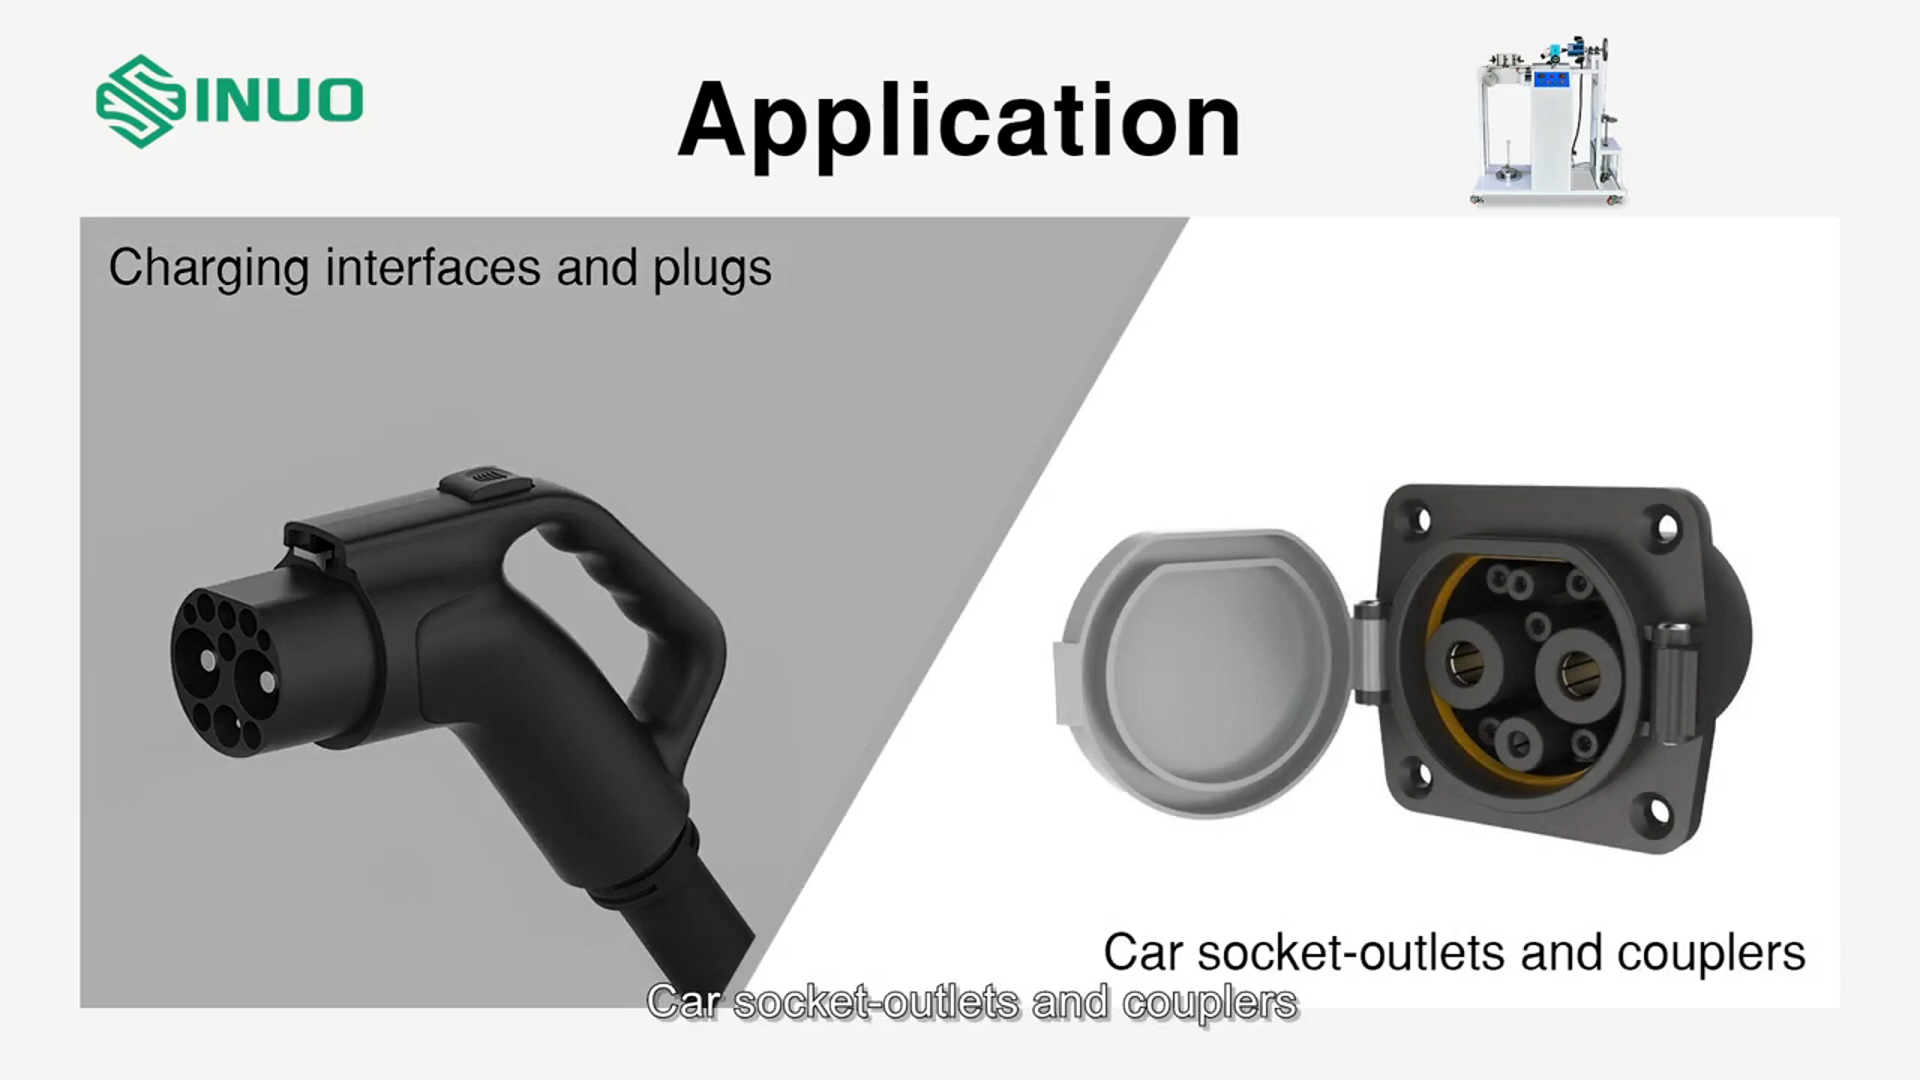 SINUO
Application
Charging interfaces and plugs
Car socket-outlets and couplers
Car socket-outlets and couplers